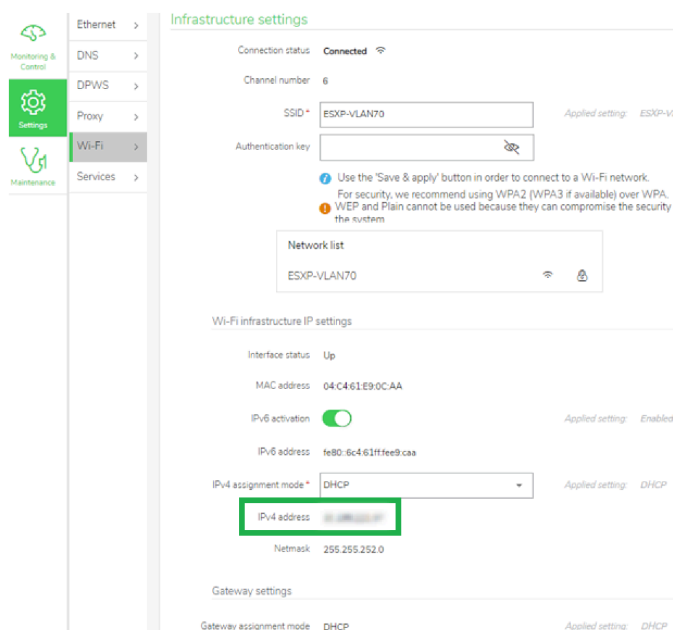 Infrastructure settings
Ethernet
DNS
DPWS
Proxy
Wi-Fi
Services
Monitoring &
Control
Settings
Maintenance
Connection status Connected
Channel number 6
SSID * ESXP-VLAN70 Applied setting: ESXP-VL
Authentication key
Use the 'Save & apply' button in order to connect to a Wi-Fi network.
For security, we recommend using WPA2 (WPA3 if available) over WPA.
WEP and Plain cannot be used because they can compromise the security
the system
Network list
ESXP-VLAN70
Wi-Fi infrastructure IP settings
Interface status Up
MAC address 04:C4:61:E9:0C:AA
IPv6 activation Applied setting: Enabled
IPv6 address fe80::6c4:61ff:fee9:caa
IPv4 assignment mode * DHCP Applied setting: DHCP
IPv4 address
Netmask 255.255.252.0
Gateway settings
Gateway assignment mode DHCP Applied setting: DHCP